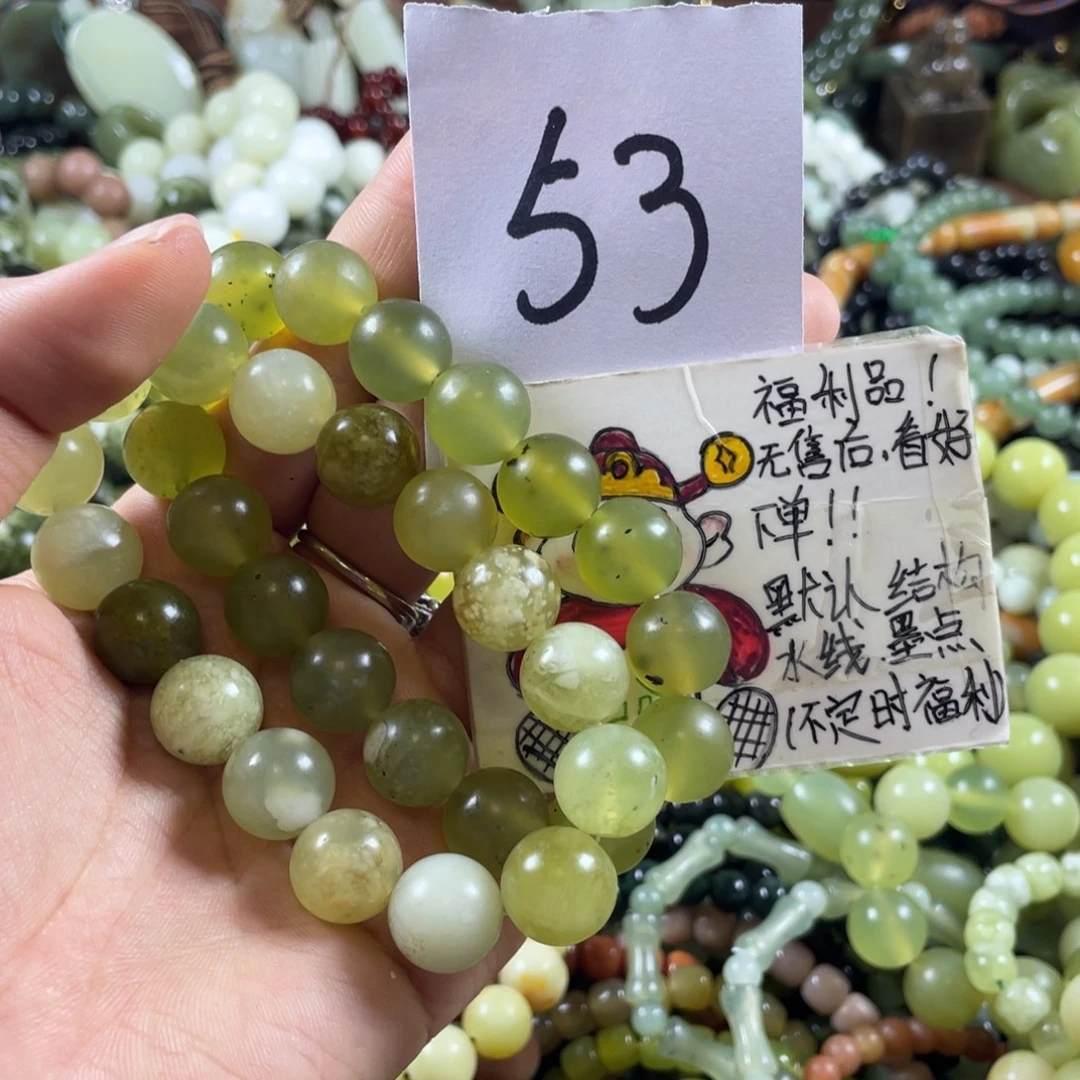 53
福利品！
无售后，看好
下单！！
默认 结构
水线.墨点
(不定时福利)